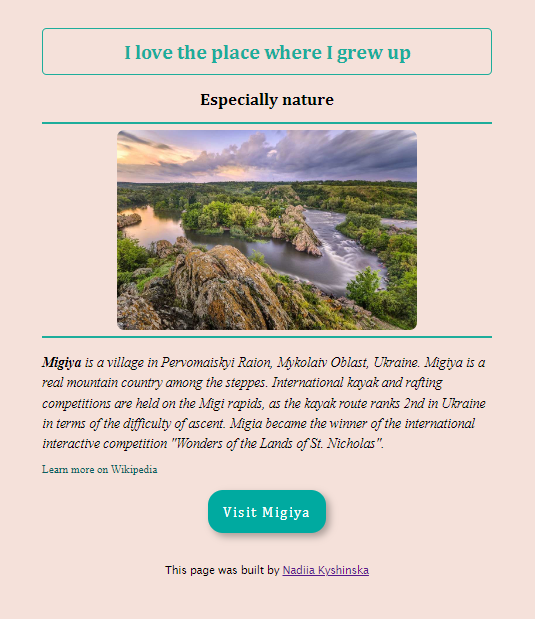 I love the place where I grew up
Especially nature
Migiya is a village in Pervomaiskyi Raion, Mykolaiv Oblast, Ukraine. Migiya is a
real mountain country among the steppes. International kayak and rafting
competitions are held on the Migi rapids, as the kayak route ranks 2nd in Ukraine
in terms of the difficulty of ascent. Migia became the winner of the international
interactive competition "Wonders of the Lands of St. Nicholas".
Learn more on Wikipedia
Visit Migiya
This page was built by Nadiia Kyshinska